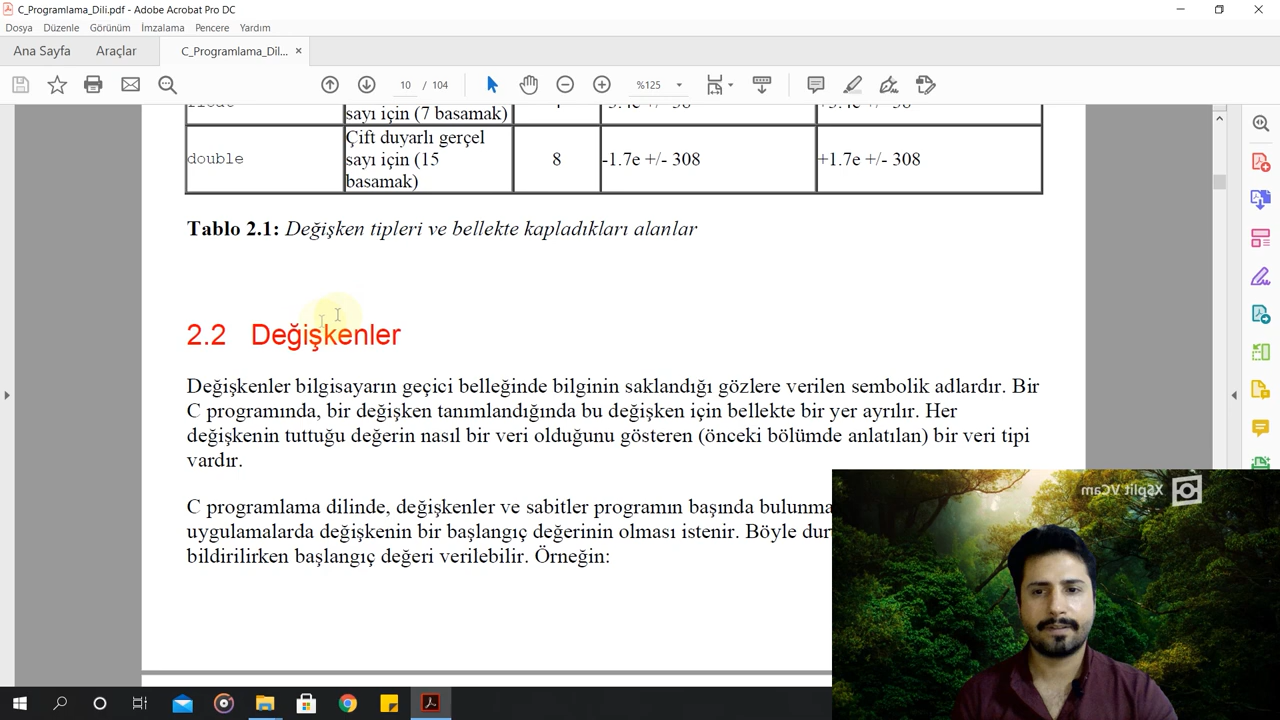 C_Programlama_Dili.pdf - Adobe Acrobat Pro DC
Dosya Düzenle Görünüm İmzalama Pencere Yardım
Ana Sayfa Araçlar C_Programlama_Dil... ×
10 / 104 %125
sayı için (7 basamak)
double
Çift duyarlı gerçel
sayı için (15
basamak)
8
-1.7e +/- 308
+1.7e +/- 308
Tablo 2.1: Değişken tipleri ve bellekte kapladıkları alanlar
2.2 Değişkenler
Değişkenler bilgisayarın geçici belleğinde bilginin saklandığı gözlere verilen sembolik adlardır. Bir
C programında, bir değişken tanımlandığında bu değişken için bellekte bir yer ayrılır. Her
değişkenin tuttuğu değerin nasıl bir veri olduğunu gösteren (önceki bölümde anlatılan) bir veri tipi
vardır.
C programlama dilinde, değişkenler ve sabitler programın başında bulunma
uygulamalarda değişkenin bir başlangıç değerinin olması istenir. Böyle dur
bildirilirken başlangıç değeri verilebilir. Örneğin:
XSplit VCam